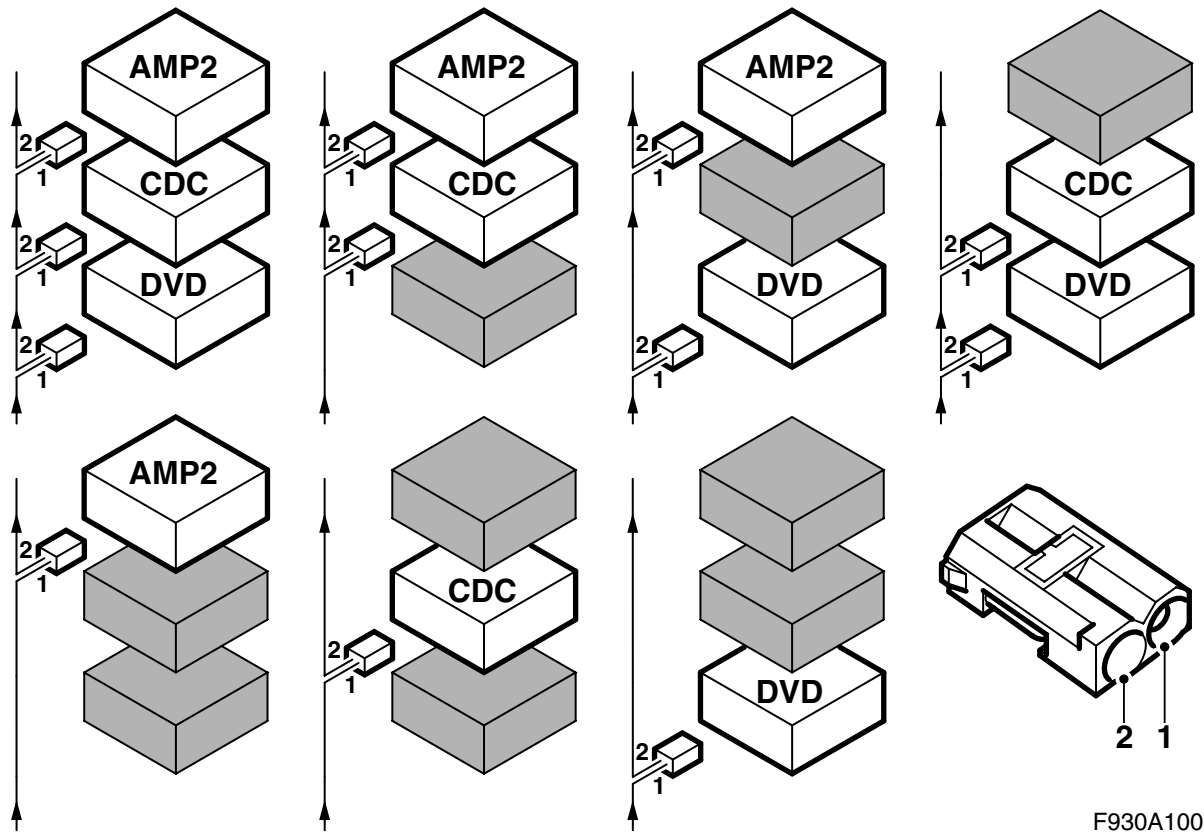 AMP2 AMP2 AMP2
2 2 2
1 CDC 1 CDC 1 CDC
2 2 2
1 DVD 1 DVD 1 DVD
2 2 2
1 1 1
AMP2
2
1 CDC
2
1 DVD
2
1
2 1
F930A100